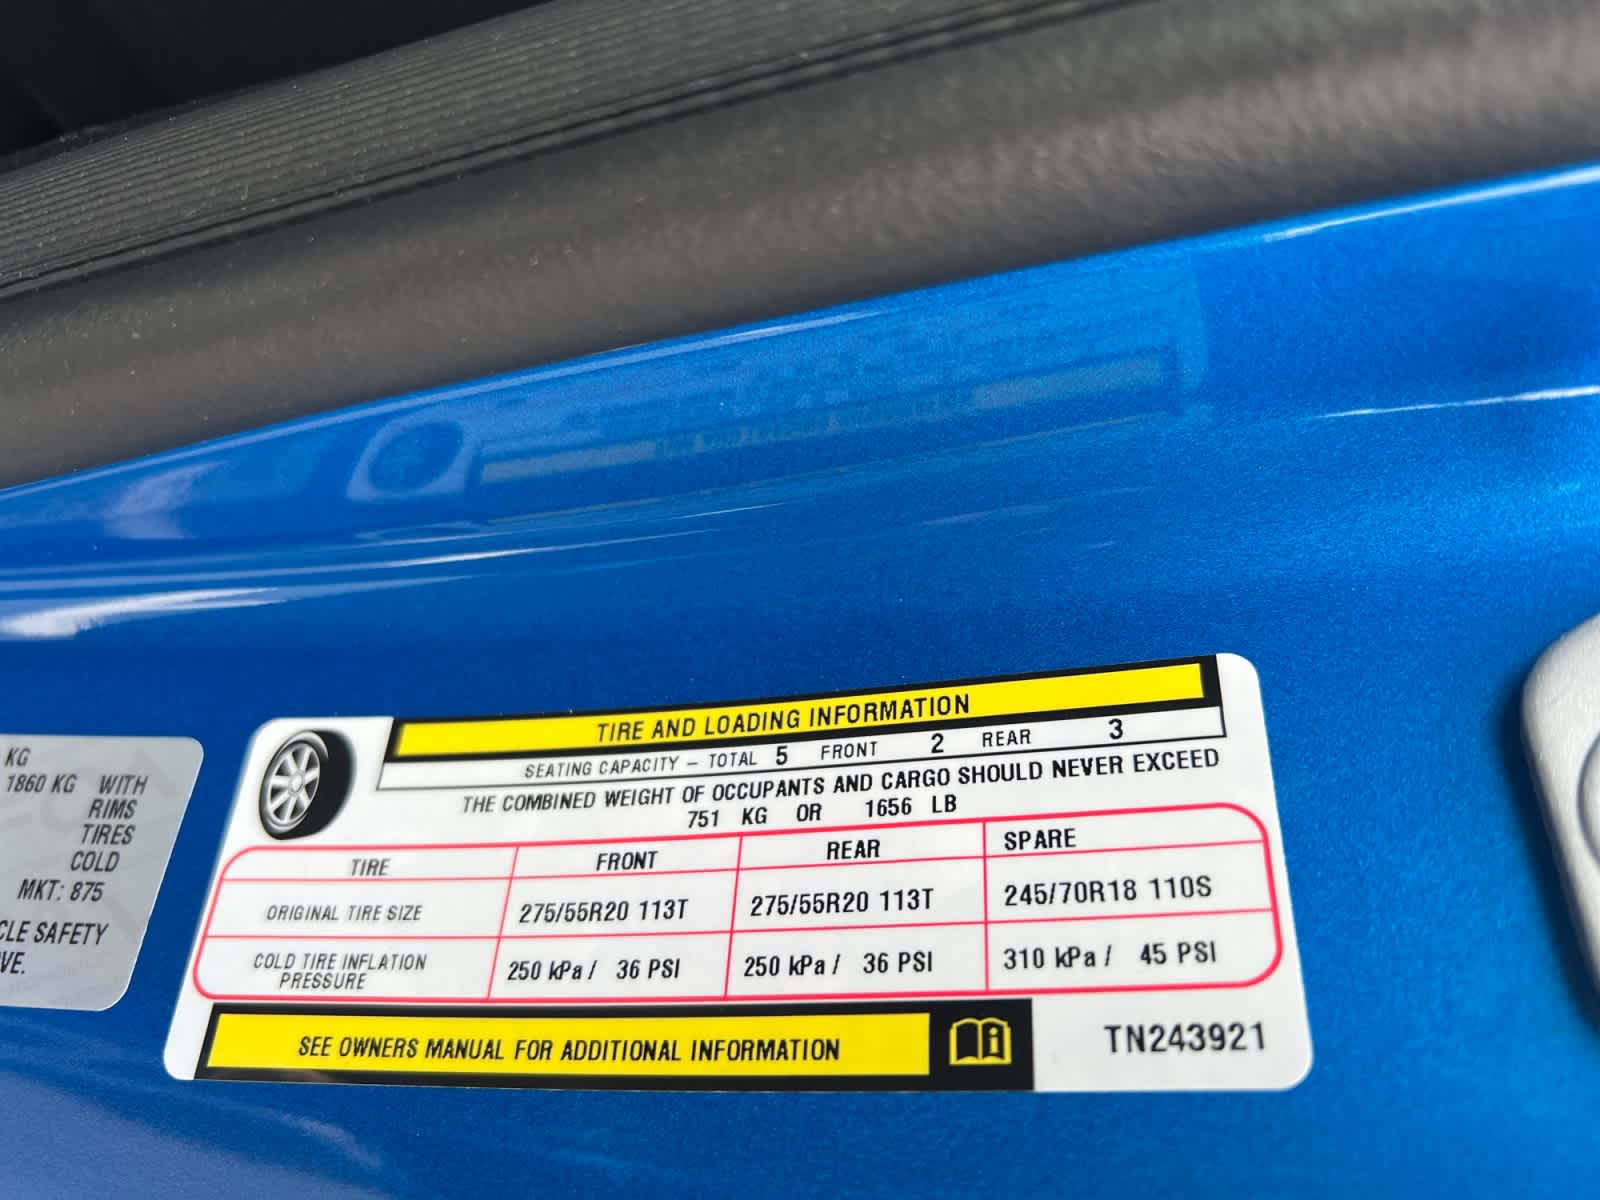 KG
1860 KG WITH
RIMS
TIRES
COLD
MKT: 875
CLE SAFETY
VE.
TIRE AND LOADING INFORMATION
SEATING CAPACITY – TOTAL 5 FRONT 2 REAR 3
THE COMBINED WEIGHT OF OCCUPANTS AND CARGO SHOULD NEVER EXCEED
751 KG OR 1656 LB
TIRE FRONT REAR SPARE
ORIGINAL TIRE SIZE 275/55R20 113T 275/55R20 113T 245/70R18 110S
COLD TIRE INFLATION
PRESSURE 250 kPa / 36 PSI 250 kPa / 36 PSI 310 kPa / 45 PSI
SEE OWNERS MANUAL FOR ADDITIONAL INFORMATION
TN243921